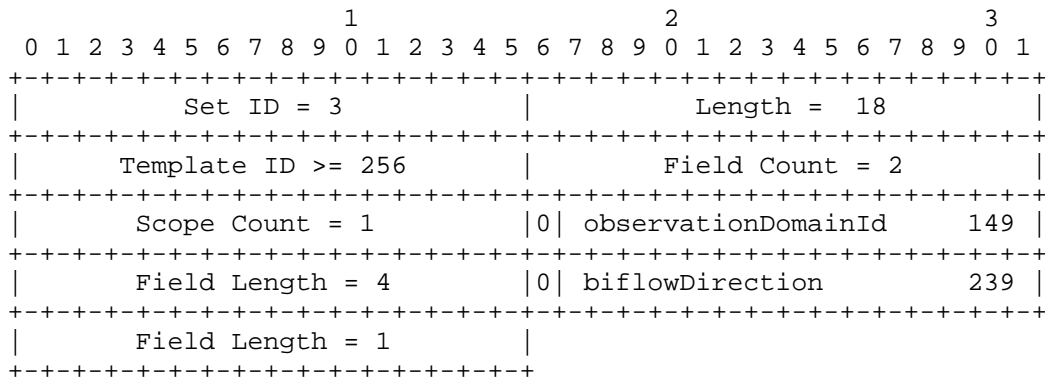 1                   2                   3
 0 1 2 3 4 5 6 7 8 9 0 1 2 3 4 5 6 7 8 9 0 1 2 3 4 5 6 7 8 9 0 1
+-+-+-+-+-+-+-+-+-+-+-+-+-+-+-+-+-+-+-+-+-+-+-+-+-+-+-+-+-+-+-+-+
|          Set ID = 3           |          Length =  18         |
+-+-+-+-+-+-+-+-+-+-+-+-+-+-+-+-+-+-+-+-+-+-+-+-+-+-+-+-+-+-+-+-+
|      Template ID >= 256       |        Field Count = 2        |
+-+-+-+-+-+-+-+-+-+-+-+-+-+-+-+-+-+-+-+-+-+-+-+-+-+-+-+-+-+-+-+-+
|       Scope Count = 1         |0| observationDomainId     149 |
+-+-+-+-+-+-+-+-+-+-+-+-+-+-+-+-+-+-+-+-+-+-+-+-+-+-+-+-+-+-+-+-+
|       Field Length = 4        |0| biflowDirection         239 |
+-+-+-+-+-+-+-+-+-+-+-+-+-+-+-+-+-+-+-+-+-+-+-+-+-+-+-+-+-+-+-+-+
|       Field Length = 1        |
+-+-+-+-+-+-+-+-+-+-+-+-+-+-+-+-+